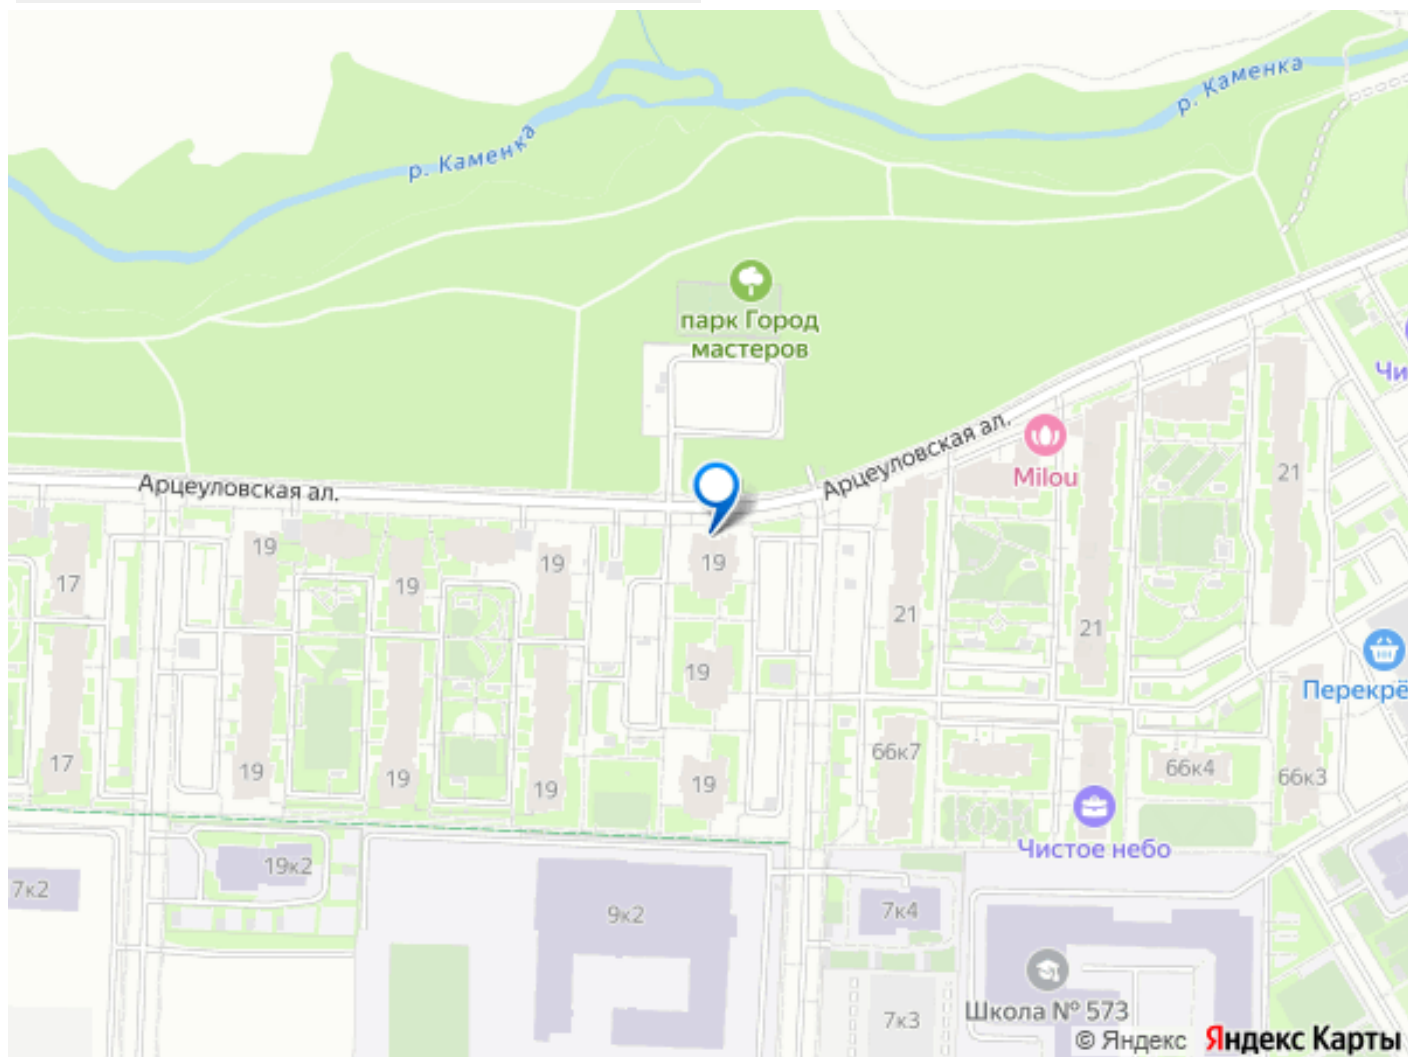 р. Каменка
р. Каменка
парк Город
мастеров
Чи
Арцеуловская ал.
Milou
Арцеуловская ал.
21
19
19
19
19
17
21
21
19
Перекрё
66к7
66к4
66к3
17
19
19
19
19
Чистое небо
19к2
7к2
9к2
7к4
Школа № 573
7к3
© Яндекс
Яндекс Карты